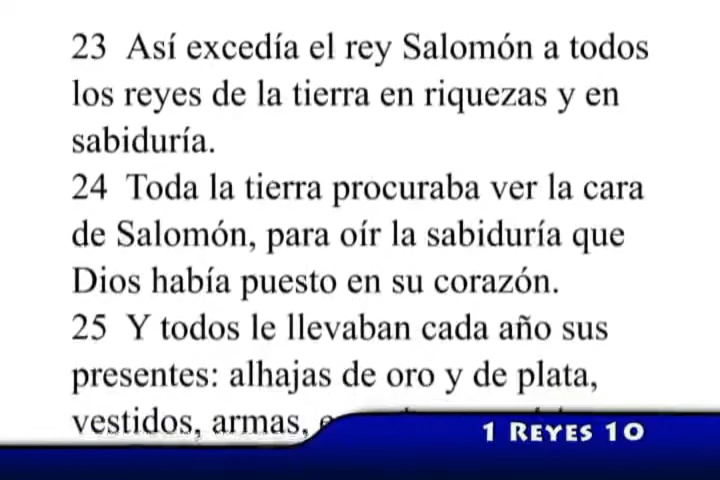 23 Así excedía el rey Salomón a todos
los reyes de la tierra en riquezas y en
sabiduría.
24 Toda la tierra procuraba ver la cara
de Salomón, para oír la sabiduría que
Dios había puesto en su corazón.
25 Y todos le llevaban cada año sus
presentes: alhajas de oro y de plata,
vestidos, armas,
1 REYES 10